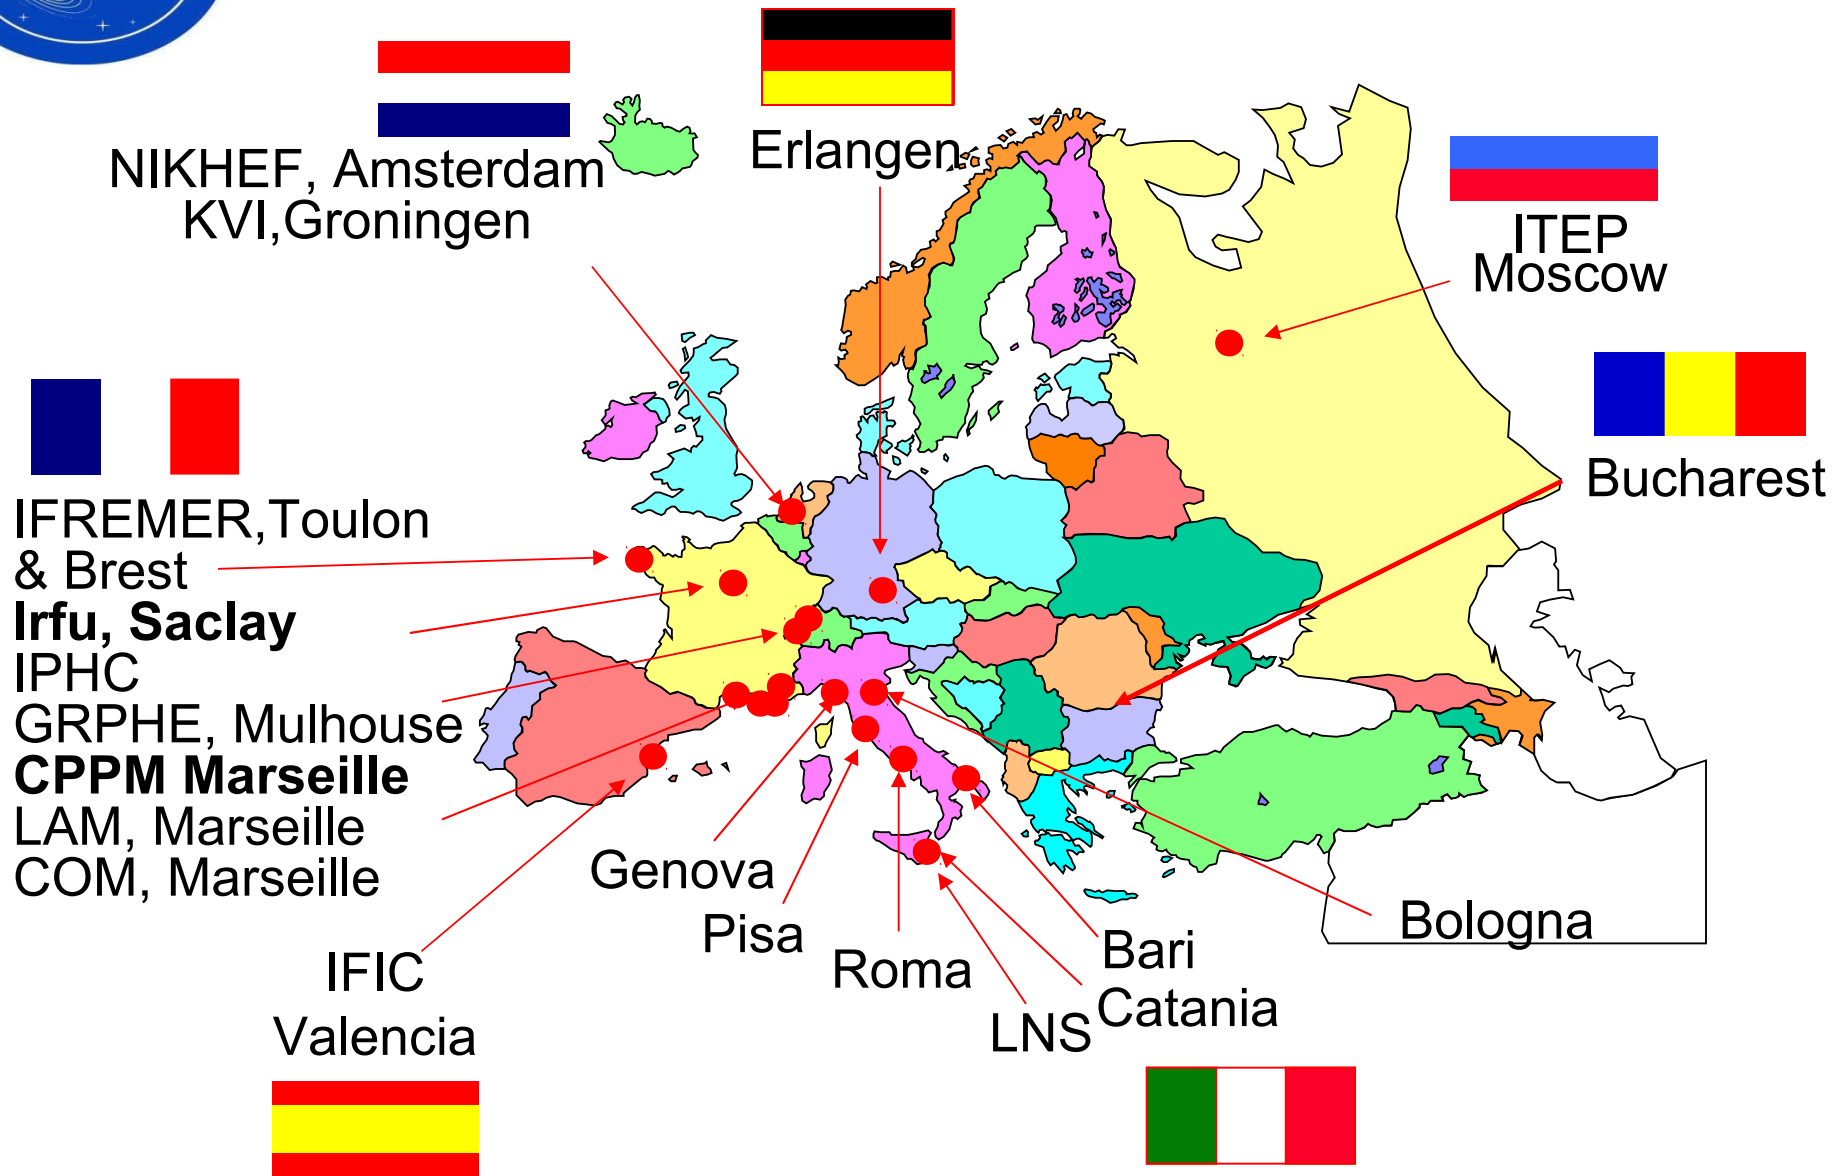 NIKHEF, Amsterdam
KVI,Groningen
Erlangen
ITEP
Moscow
Bucharest
IFREMER,Toulon
& Brest
Irfu, Saclay
IPHC
GRPHE, Mulhouse
CPPM Marseille
LAM, Marseille
COM, Marseille
IFIC
Valencia
Genova
Pisa
Roma
LNS
Bari
Catania
Bologna